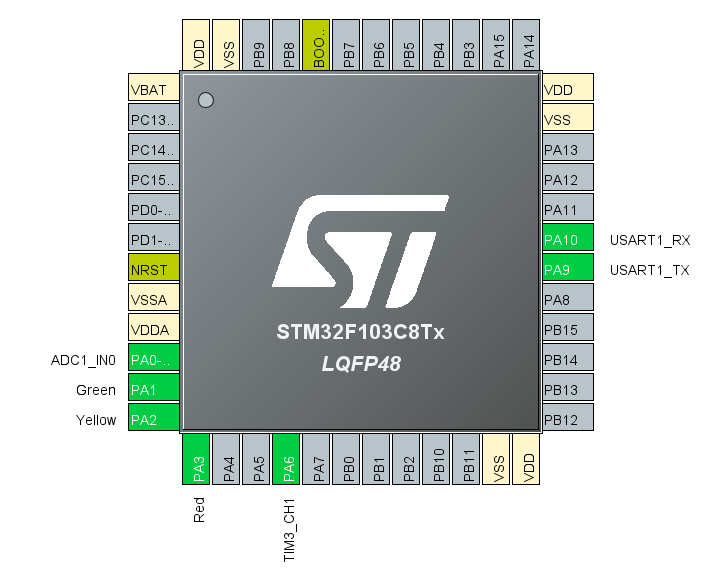 VDD
VSS
PB9
PB8
BOO..
PB7
PB6
PB5
PB4
PB3
PA15
PA14
VBAT
PC13..
PC14..
PC15..
PD0-..
PD1-..
NRST
VSSA
VDDA
ADC1_IN0 PA0-..
Green PA1
Yellow PA2
STM32F103C8Tx
LQFP48
VDD
VSS
PA13
PA12
PA11
PA10 USART1_RX
PA9 USART1_TX
PA8
PB15
PB14
PB13
PB12
PA3
PA4
PA5
PA6
PA7
PB0
PB1
PB2
PB10
PB11
VSS
VDD
Red
TIM3_CH1